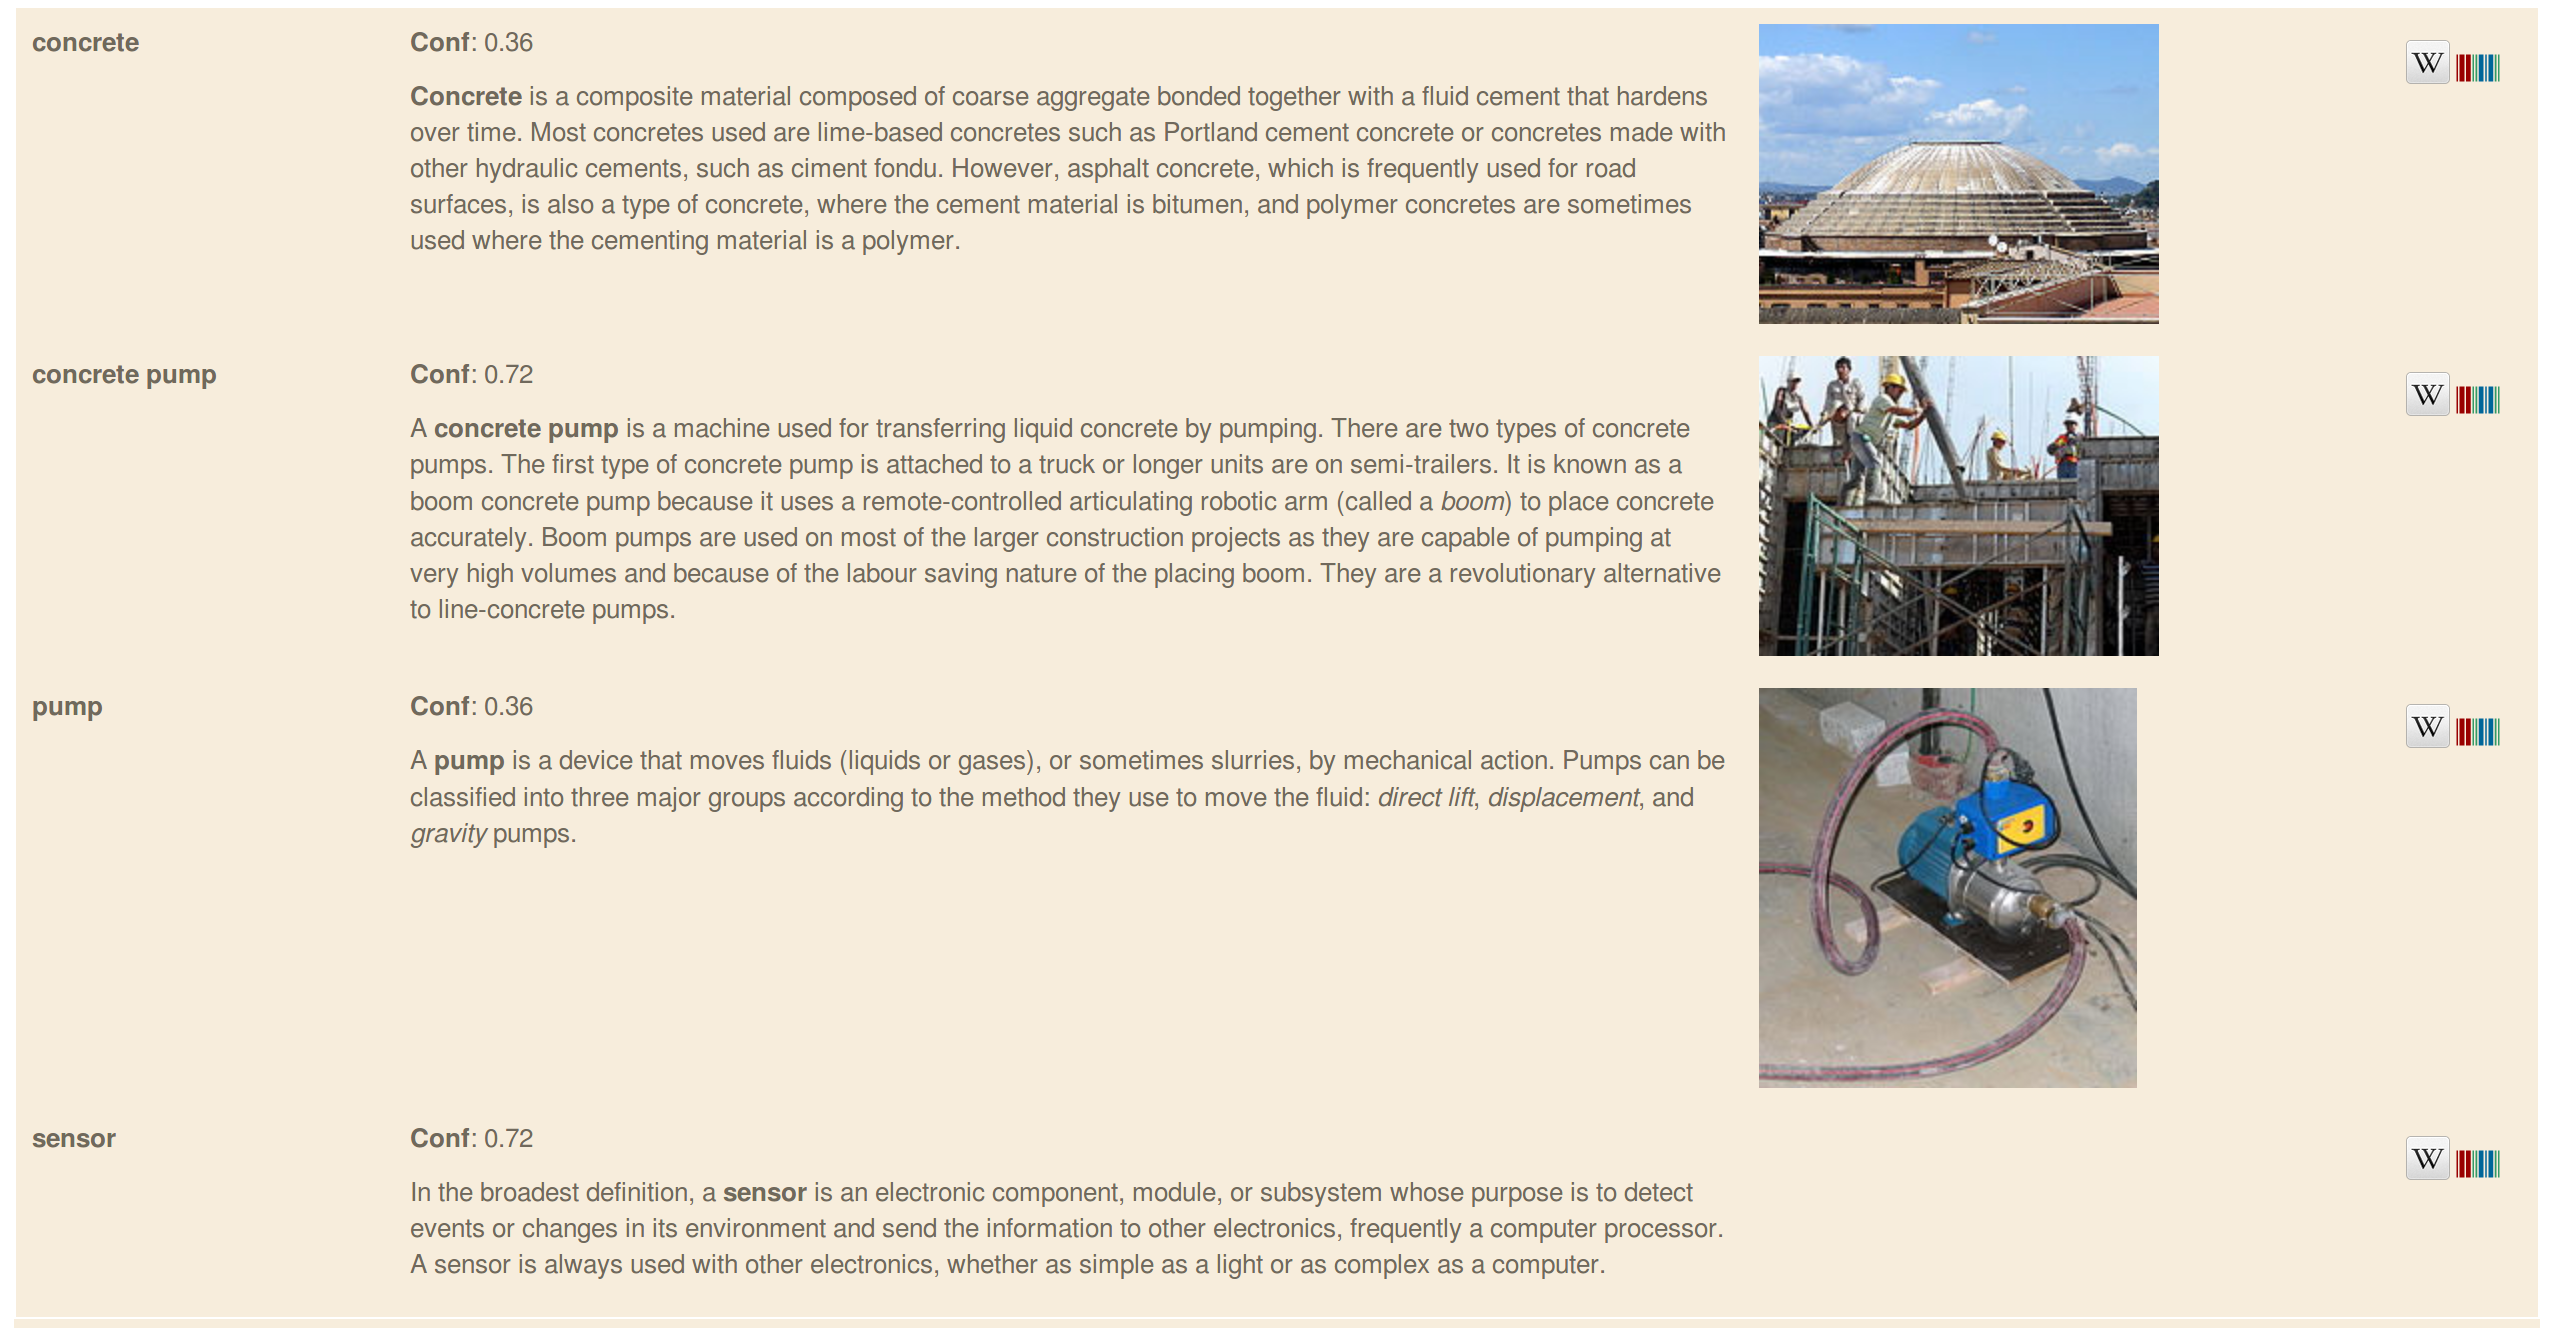 concrete
Conf: 0.36
W
Concrete is a composite material composed of coarse aggregate bonded together with a fluid cement that hardens
over time. Most concretes used are lime-based concretes such as Portland cement concrete or concretes made with
other hydraulic cements, such as ciment fondu. However, asphalt concrete, which is frequently used for road
surfaces, is also a type of concrete, where the cement material is bitumen, and polymer concretes are sometimes
used where the cementing material is a polymer.
concrete pump
Conf: 0.72
W
A concrete pump is a machine used for transferring liquid concrete by pumping. There are two types of concrete
pumps. The first type of concrete pump is attached to a truck or longer units are on semi-trailers. It is known as a
boom concrete pump because it uses a remote-controlled articulating robotic arm (called a boom) to place concrete
accurately. Boom pumps are used on most of the larger construction projects as they are capable of pumping at
very high volumes and because of the labour saving nature of the placing boom. They are a revolutionary alternative
to line-concrete pumps.
pump
Conf: 0.36
W
A pump is a device that moves fluids (liquids or gases), or sometimes slurries, by mechanical action. Pumps can be
classified into three major groups according to the method they use to move the fluid: direct lift, displacement, and
gravity pumps.
sensor
Conf: 0.72
W
In the broadest definition, a sensor is an electronic component, module, or subsystem whose purpose is to detect
events or changes in its environment and send the information to other electronics, frequently a computer processor.
A sensor is always used with other electronics, whether as simple as a light or as complex as a computer.